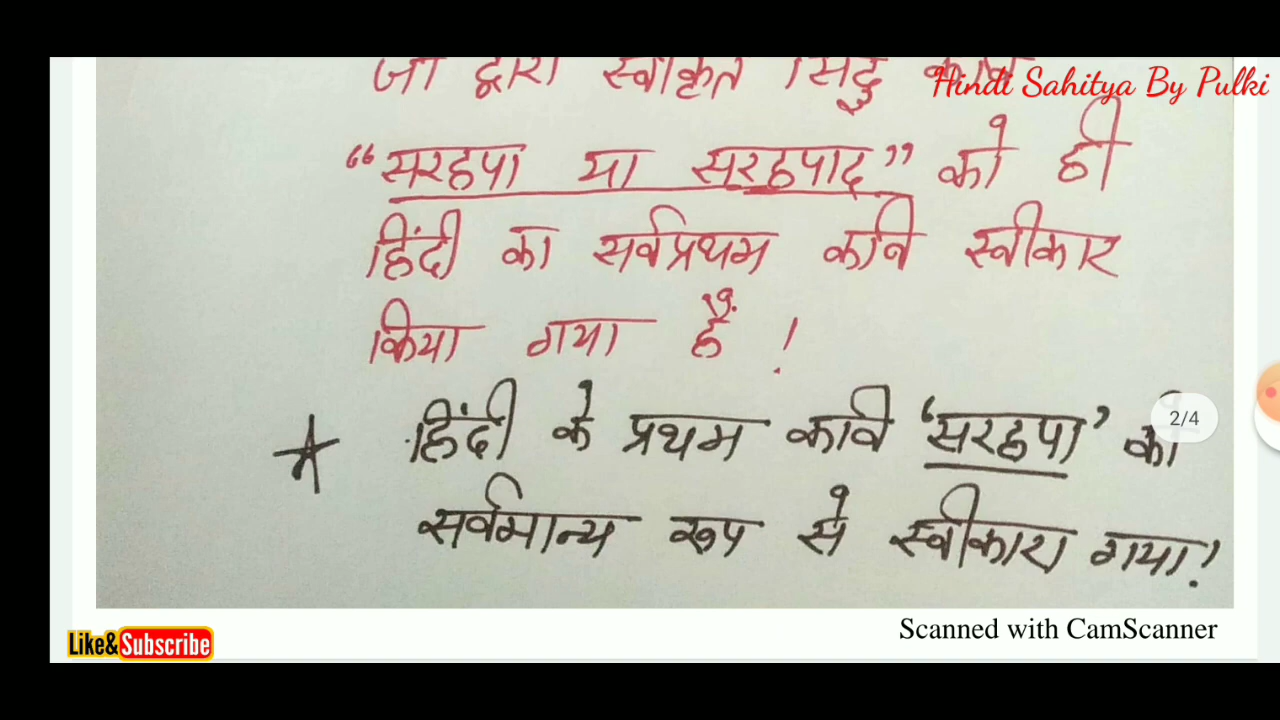 जी द्वारा स्वीकृत सिद्ध कवि
Hindi Sahitya By Pulki
“सरहपा या सरहपाद” को ही
हिंदी का सर्वप्रथम कवि स्वीकार
किया गया है !
हिंदी के प्रथम कवि ‘सरहपा’ को
2/4
सर्वमान्य रूप से स्वीकारा गया!
Scanned with CamScanner
Like& Subscribe